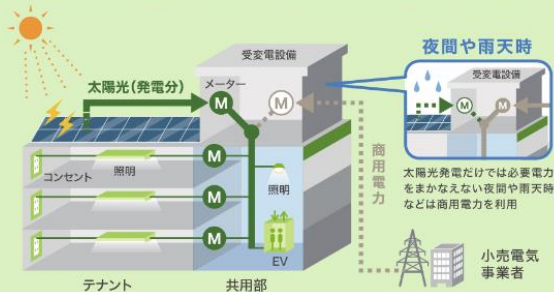 夜間や雨天時
受変電設備
受変電設備
太陽光(発電分)
メーター
M
M
M
M
コンセント
照明
M
照明
商用電力
太陽光発電だけでは必要電力
をまかなえない夜間や雨天時
などは商用電力を利用
M
M
EV
小売電気
事業者
テナント
共用部